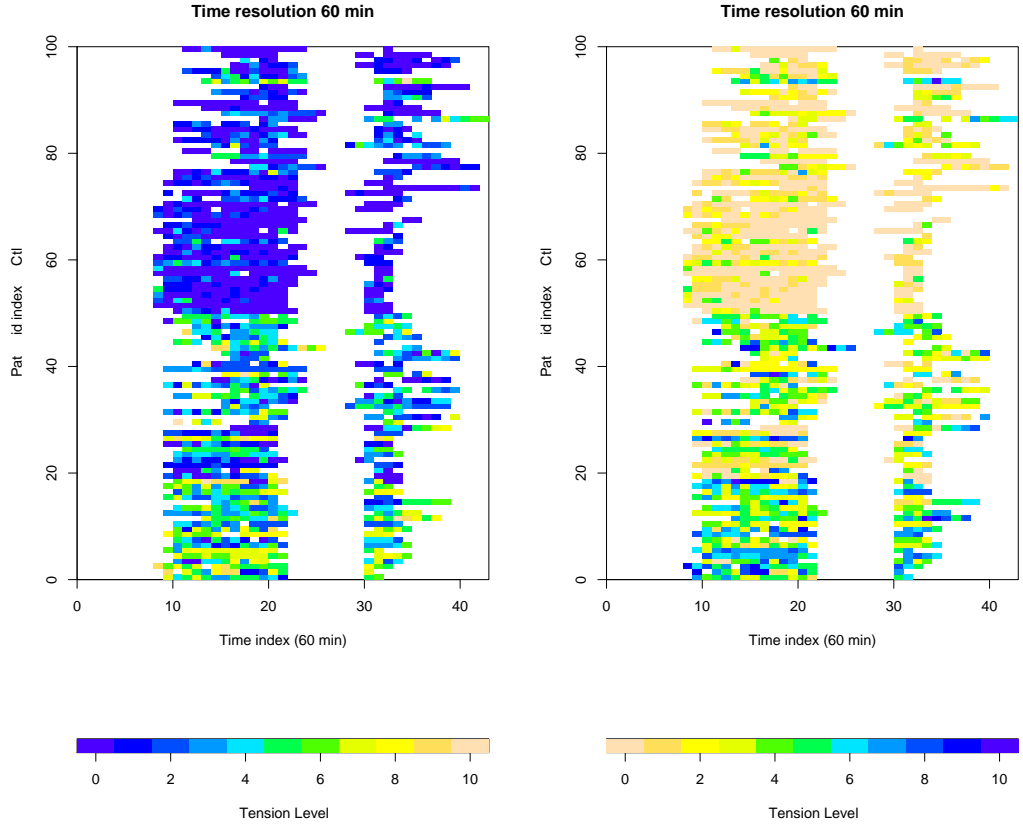 Time resolution 60 min
100
80
60
40
20
0
Pat id index Ctl
0 10 20 30 40
Time index (60 min)
0 2 4 6 8 10
Tension Level
Time resolution 60 min
100
80
60
40
20
0
Pat id index Ctl
0 10 20 30 40
Time index (60 min)
0 2 4 6 8 10
Tension Level